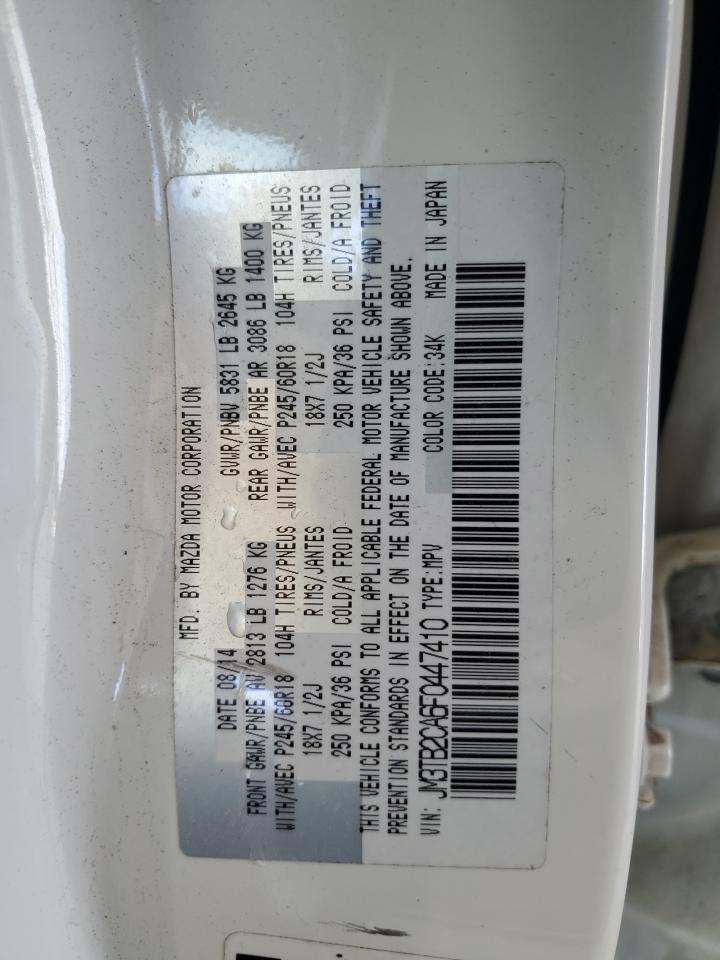 MFD. BY MAZDA MOTOR CORPORATION
DATE 08/14 GVWR/PNBV 5831 LB 2645 KG
FRONT GAWR/PNBE AV 2813 LB 1276 KG REAR GAWR/PNBE AR 3086 LB 1400 KG
WITH/AVEC P245/60R18 104H TIRES/PNEUS WITH/AVEC P245/60R18 104H TIRES/PNEUS
18X7 1/2J RIMS/JANTES 18X7 1/2J RIMS/JANTES
250 KPA/36 PSI COLD/A FROID 250 KPA/36 PSI COLD/A FROID
THIS VEHICLE CONFORMS TO ALL APPLICABLE FEDERAL MOTOR VEHICLE SAFETY AND THEFT
PREVENTION STANDARDS IN EFFECT ON THE DATE OF MANUFACTURE SHOWN ABOVE.
VIN: JM3TB2CA6F0447410 TYPE:MPV COLOR CODE:34K MADE IN JAPAN